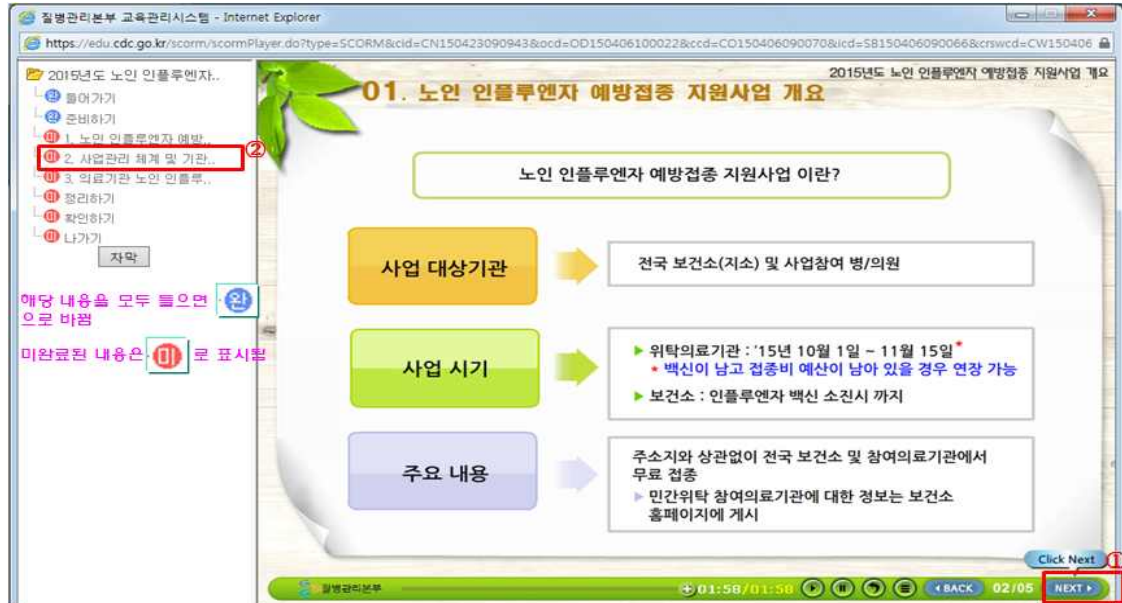 질병관리본부 교육관리시스템 - Internet Explorer
https://edu.cdc.go.kr/scorm/scormPlayer.do?type=SCORM&cid=CN150423090943&ocd=OD150406100022&ccd=CO150406090070&icd=SB150406090066&crswcd=CW150406
2015년도 노인 인플루엔자..
완 들어가기
완 준비하기
미 1. 노인 인플루엔자 예방..
미 2. 사업관리 체계 및 기관.. ②
미 3. 의료기관 노인 인플루..
미 정리하기
미 확인하기
미 나가기
자막
해당 내용을 모두 들으면 완
으로 바뀜
미완료된 내용은 미 로 표시됨
2015년도 노인 인플루엔자 예방접종 지원사업 개요
01. 노인 인플루엔자 예방접종 지원사업 개요
노인 인플루엔자 예방접종 지원사업 이란?
사업 대상기관
전국 보건소(지소) 및 사업참여 병/의원
사업 시기
▶ 위탁의료기관 : '15년 10월 1일 ~ 11월 15일*
* 백신이 남고 접종비 예산이 남아 있을 경우 연장 가능
▶ 보건소 : 인플루엔자 백신 소진시 까지
주요 내용
주소지와 상관없이 전국 보건소 및 참여의료기관에서
무료 접종
▶ 민간위탁 참여의료기관에 대한 정보는 보건소
홈페이지에 게시
Click Next ①
질병관리본부
01:58/01:58
BACK 02/05 NEXT